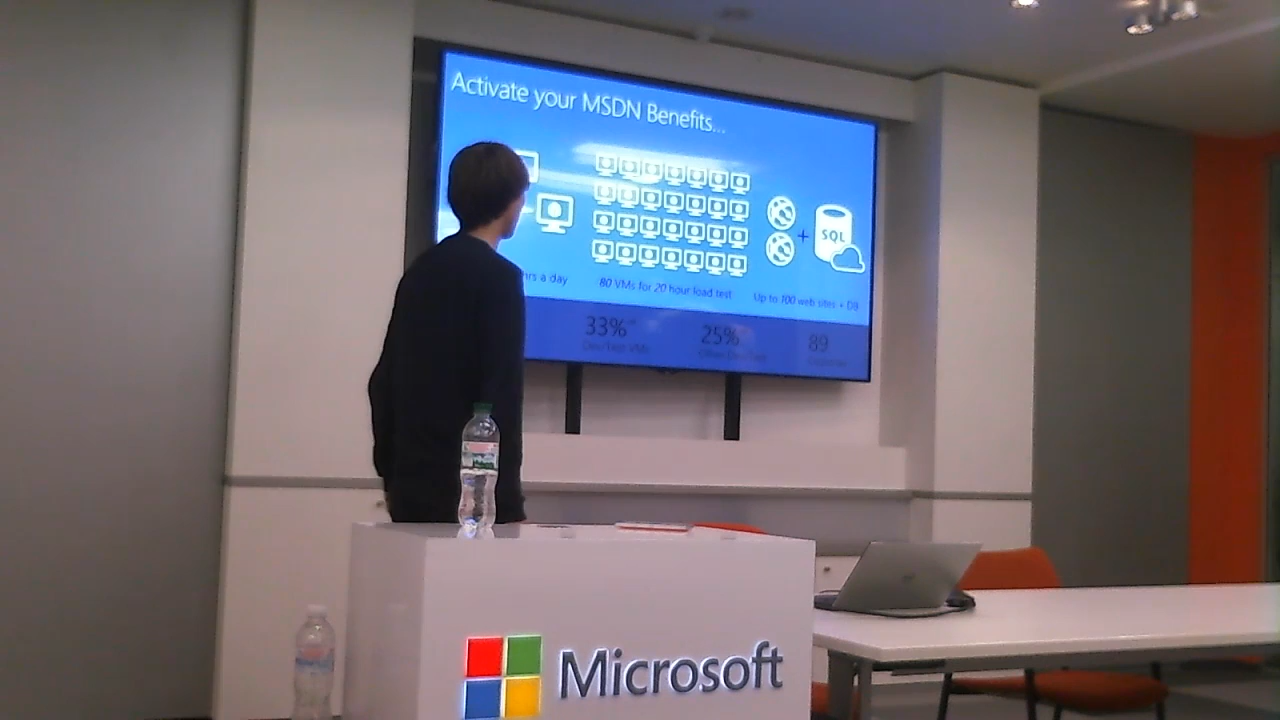 Activate your MSDN Benefits...
SQL
hrs a day
80 VMs for 20 hour load test
Up to 100 web sites + DB
33%
25%
89
Microsoft